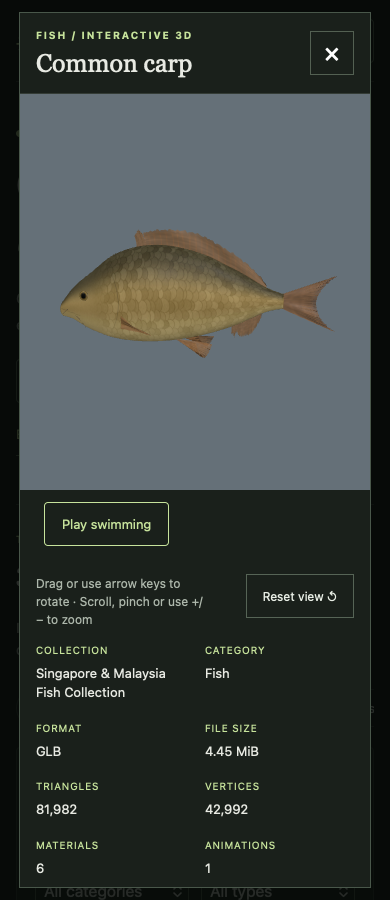 FISH / INTERACTIVE 3D
Common carp
×
Play swimming
Drag or use arrow keys to
rotate · Scroll, pinch or use +/
− to zoom
Reset view ↺
COLLECTION
CATEGORY
Singapore & Malaysia
Fish Collection
Fish
FORMAT
FILE SIZE
GLB
4.45 MiB
TRIANGLES
VERTICES
81,982
42,992
MATERIALS
ANIMATIONS
6
1
All categories
All types